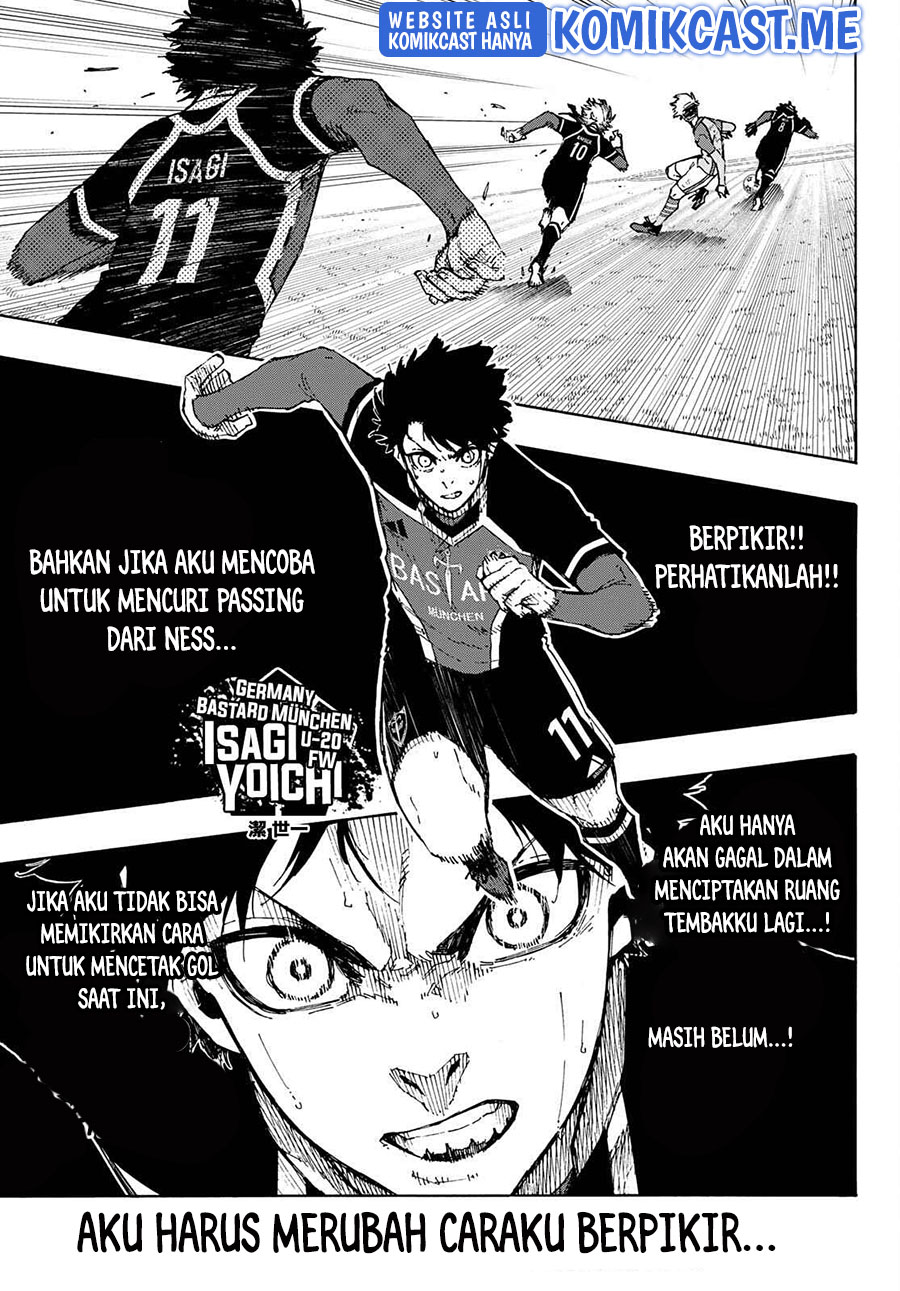 WEBSITE ASLI
KOMIKCAST HANYA
KOMIKCAST.ME
ISAGI
11
10
8
BERPIKIR!!
PERHATIKANLAH!!
BAHKAN JIKA AKU MENCOBA
UNTUK MENCURI PASSING
DARI NESS...
BASTAR
MÜNCHEN
11
GERMANY
BASTARD MÜNCHEN
ISAGI U-20
FW
YOICHI
潔 世一
AKU HANYA
AKAN GAGAL DALAM
MENCIPTAKAN RUANG
TEMBAKKU LAGI...!
JIKA AKU TIDAK BISA
MEMIKIRKAN CARA
UNTUK MENCETAK GOL
SAAT INI,
MASIH BELUM...!
AKU HARUS MERUBAH CARAKU BERPIKIR...